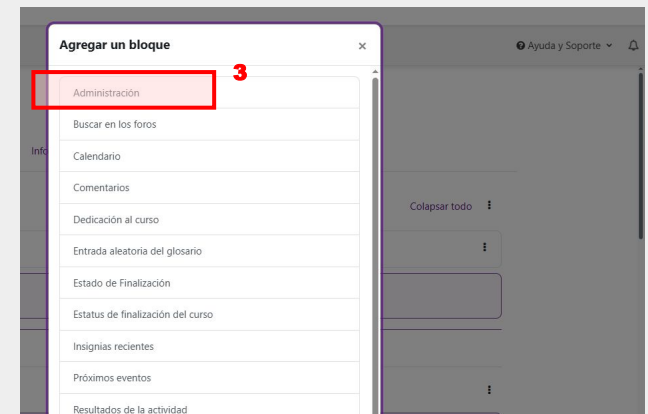 Agregar un bloque
×
Ayuda y Soporte
3
Administración
Buscar en los foros
Info
Calendario
Comentarios
Colapsar todo
Dedicación al curso
Entrada aleatoria del glosario
Estado de Finalización
Estatus de finalización del curso
Insignias recientes
Próximos eventos
Resultados de la actividad